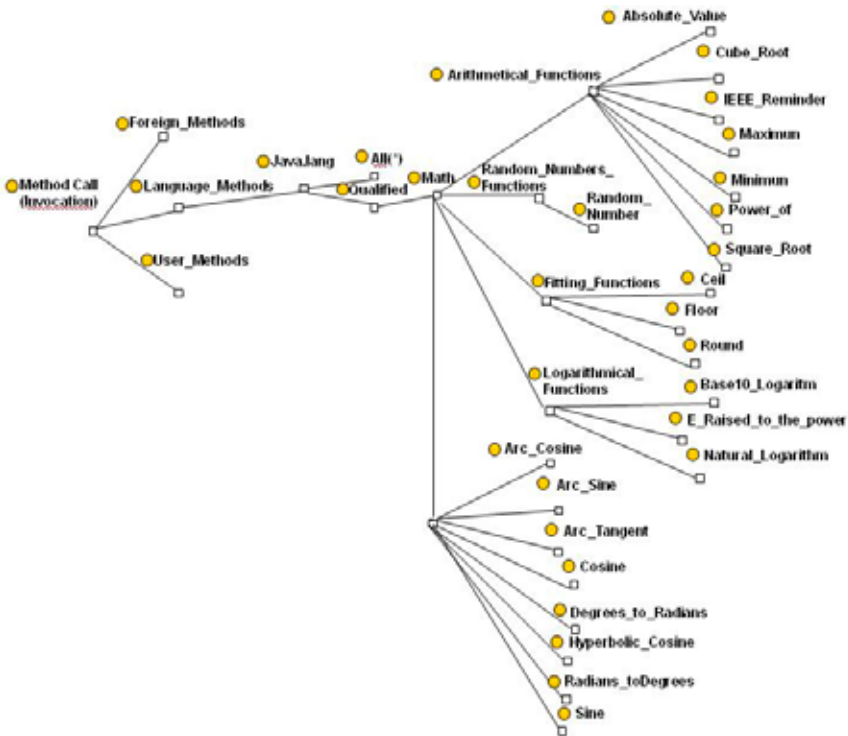 Absolute_Value
Cube_Root
Arithmetical_Functions
IEEE_Reminder
Foreign_Methods
Maximun
Java.lang
All(*)
Method Call
(Invocation)
Language_Methods
Qualified
Math
Random_Numbers_
Functions
Minimun
Random_
Number
Power_of
User_Methods
Square_Root
Fitting_Functions
Ceil
Floor
Round
Logarithmical_
Functions
Base10_Logaritm
E_Raised_to_the_power
Arc_Cosine
Natural_Logarithm
Arc_Sine
Arc_Tangent
Cosine
Degrees_to_Radians
Hyperbolic_Cosine
Radians_toDegrees
Sine